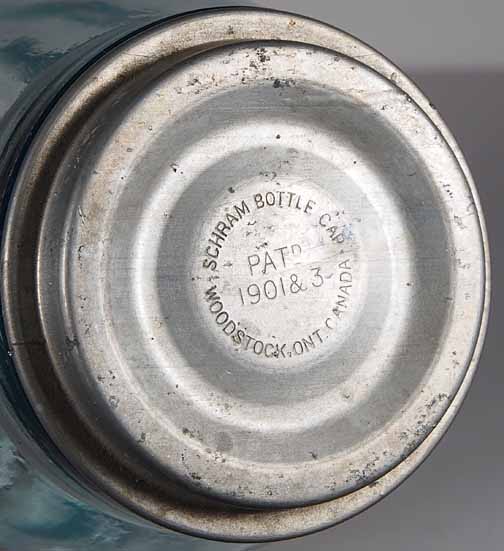 SCHRAM BOTTLE CAP
PATD
1901 & 3
WOODSTOCK, ONT. CANADA